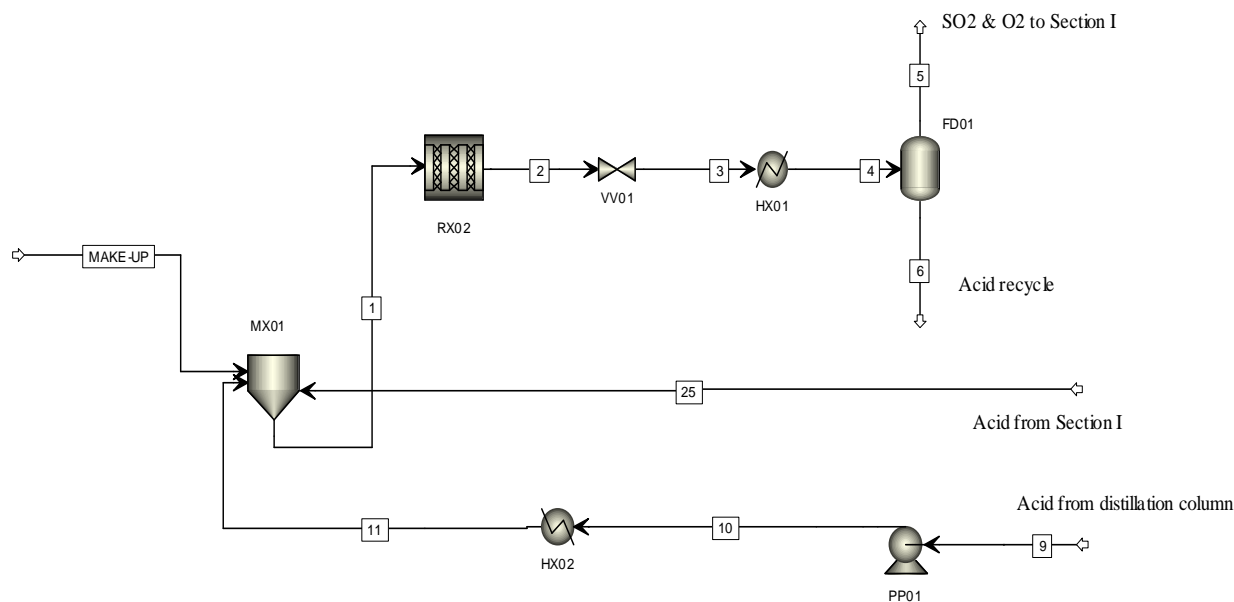 SO2 & O2 to Section I
5
FD01
2
3
4
VV01
HX01
RX02
MAKE-UP
6
Acid recycle
1
MX01
25
Acid from Section I
Acid from distillation column
11
10
9
HX02
PP01